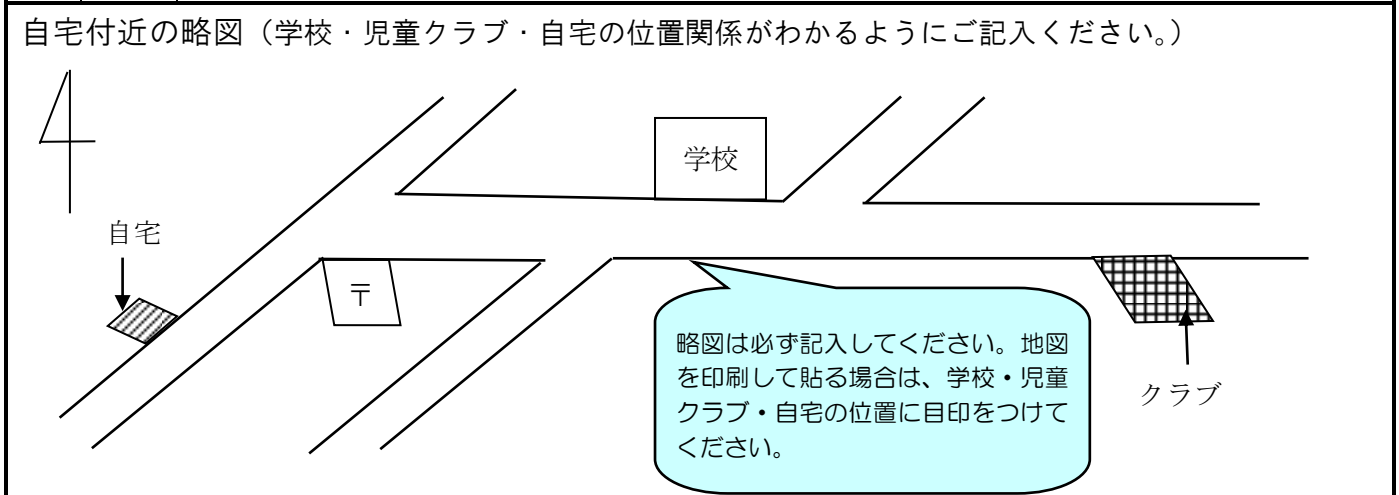 自宅付近の略図（学校・児童クラブ・自宅の位置関係がわかるようにご記入ください。）
学校
自宅
〒
略図は必ず記入してください。地図
を印刷して貼る場合は、学校・児童
クラブ・自宅の位置に目印をつけて
ください。
クラブ